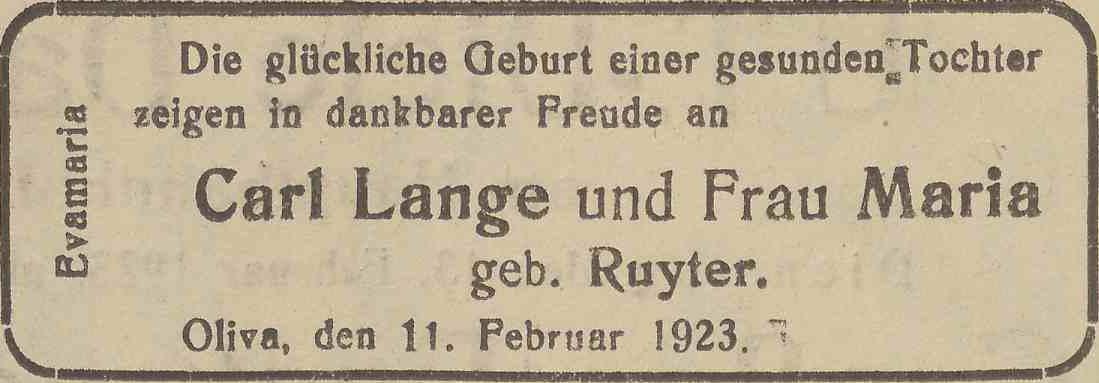 Evamaria
Die glückliche Geburt einer gesunden Tochter
zeigen in dankbarer Freude an
Carl Lange und Frau Maria
geb. Ruyter.
Oliva, den 11. Februar 1923.